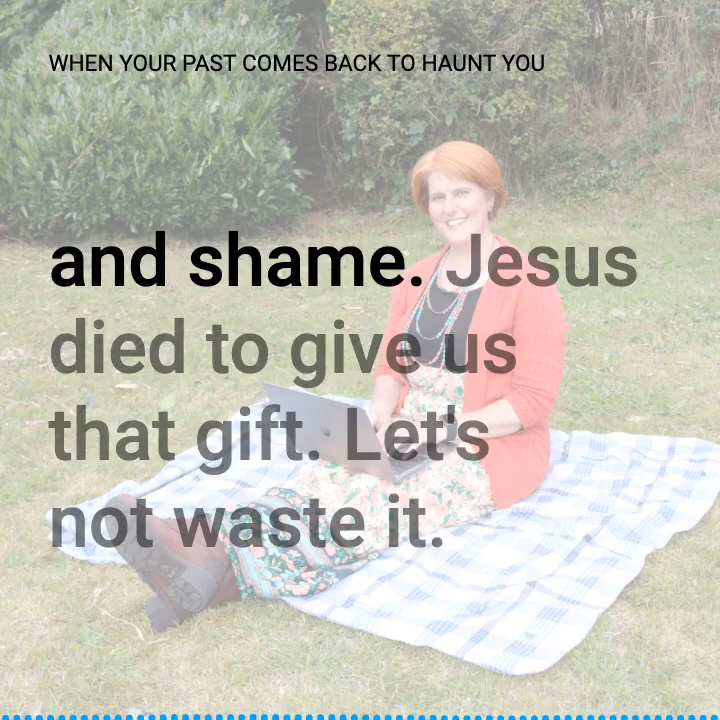 WHEN YOUR PAST COMES BACK TO HAUNT YOU
and shame. Jesus
died to give us
that gift. Let's
not waste it.